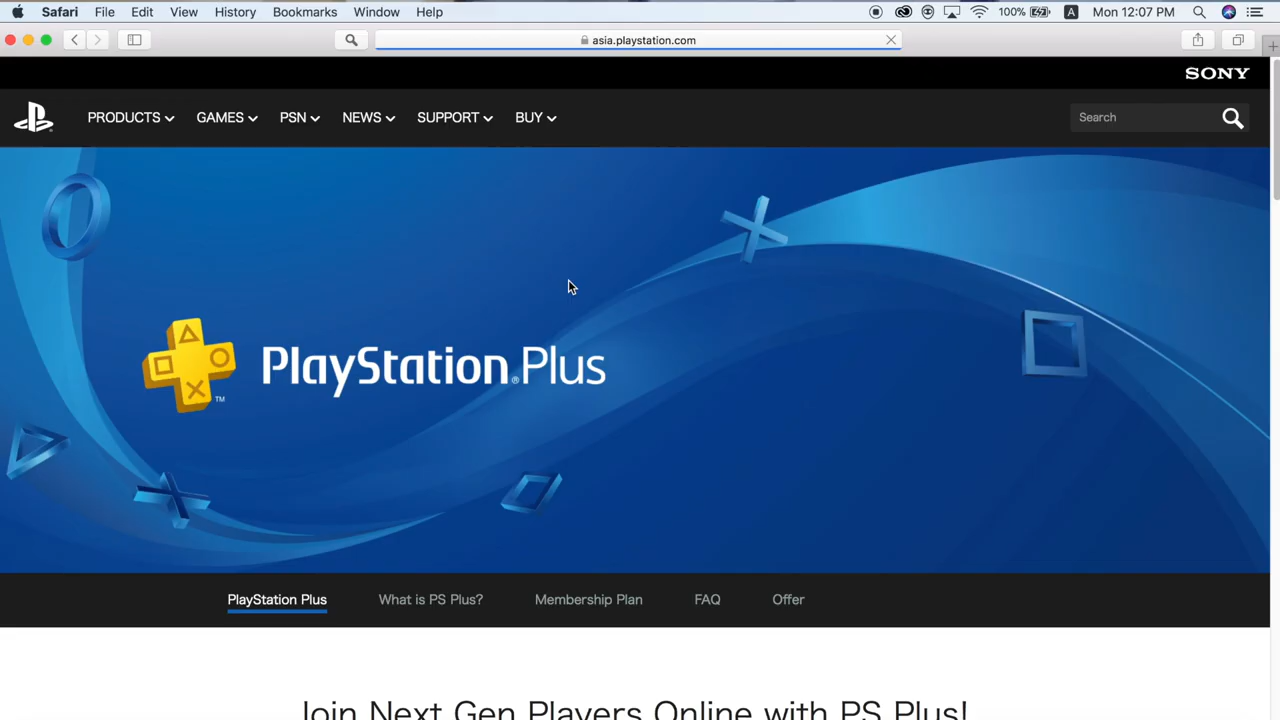 Safari File Edit View History Bookmarks Window Help 100% A Mon 12:07 PM
asia.playstation.com
SONY
PRODUCTS GAMES PSN NEWS SUPPORT BUY Search
PlayStation®Plus
TM
PlayStation Plus What is PS Plus? Membership Plan FAQ Offer
Join Next Gen Players Online with PS Plus!